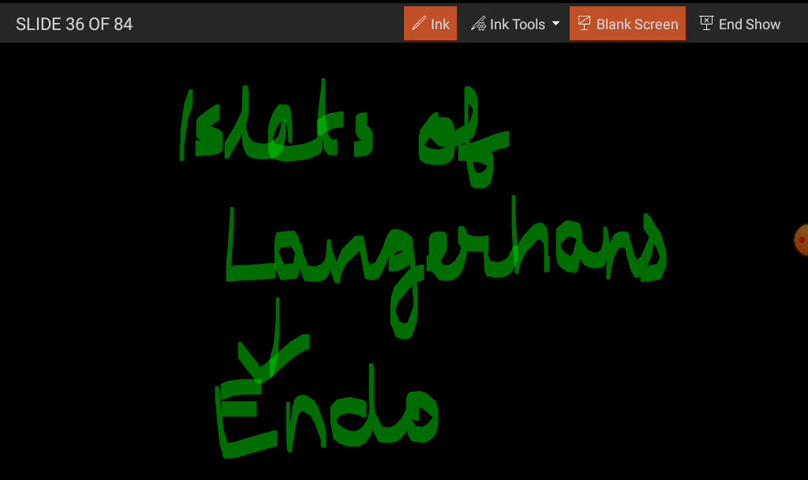 SLIDE 36 OF 84 Ink Ink Tools Blank Screen End Show
Islets of
Langerhans
Endo